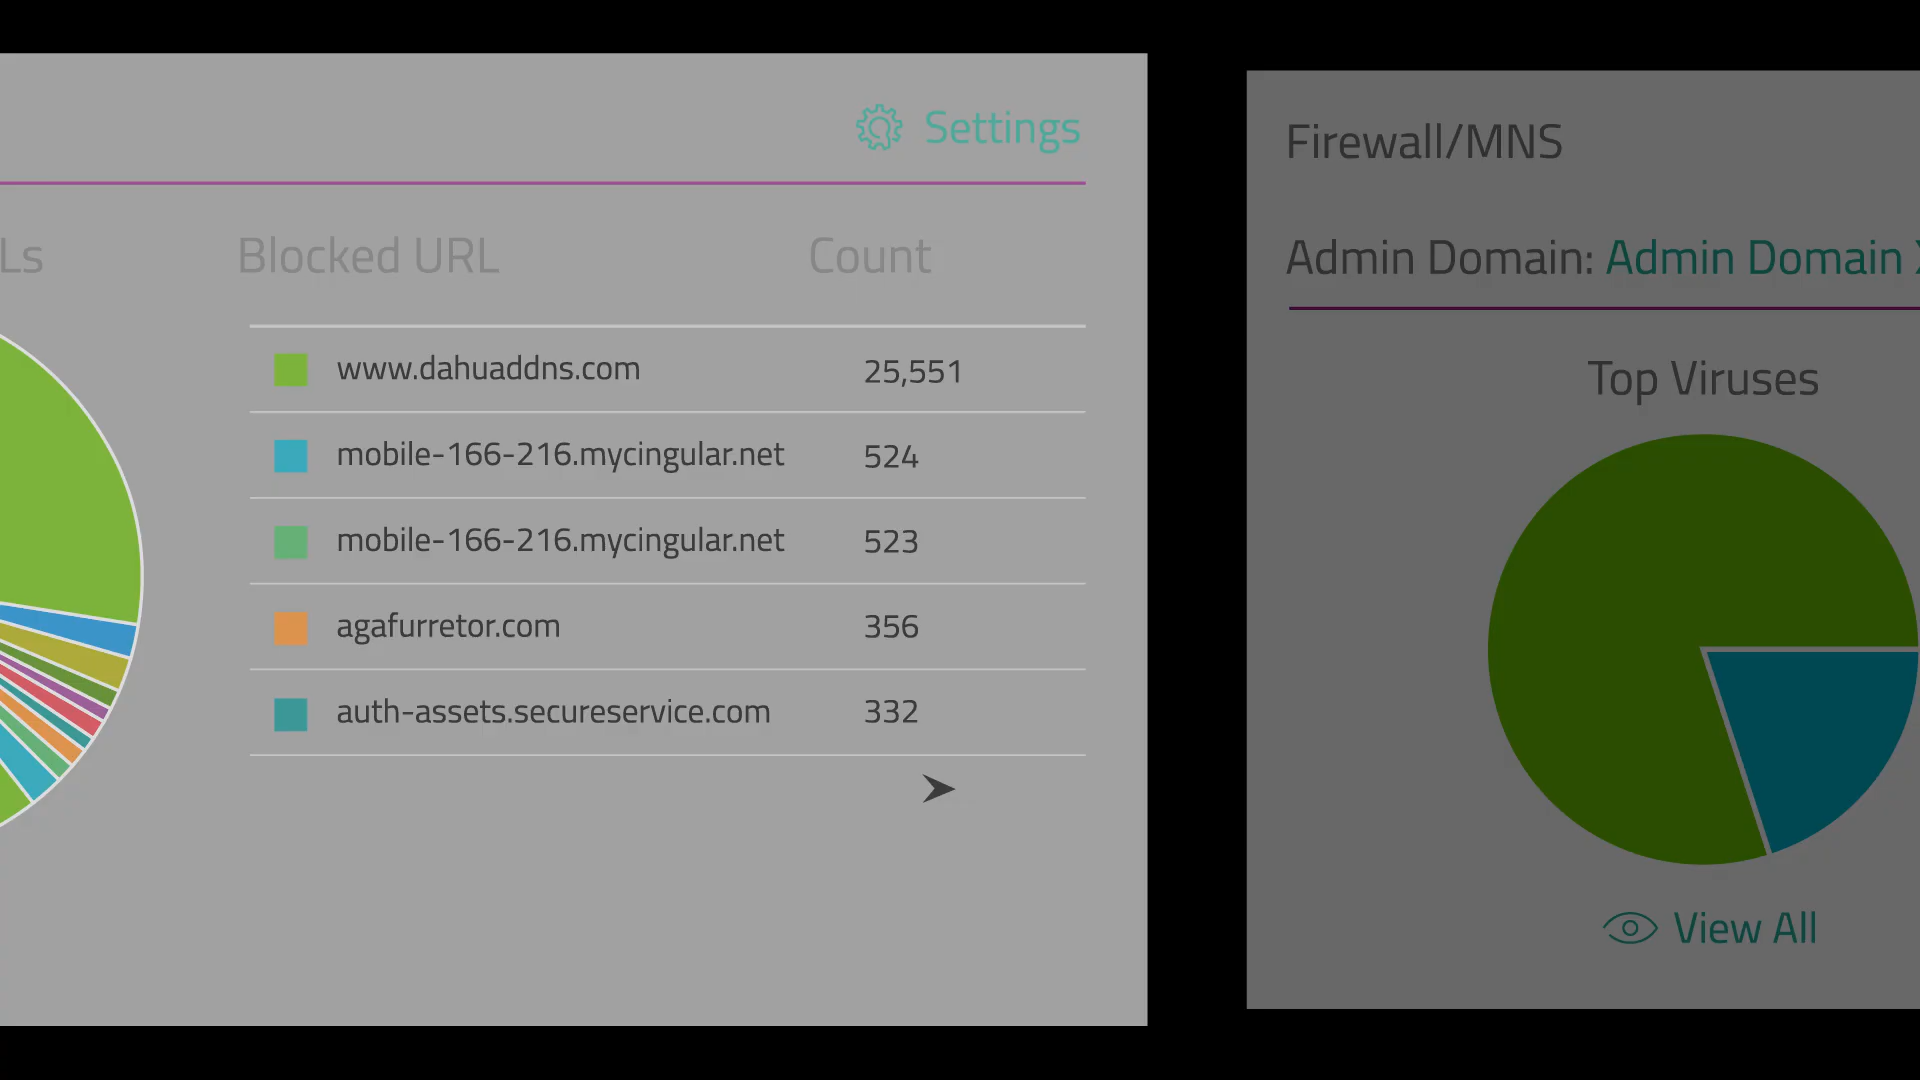 Settings
Ls
Blocked URL
Count
www.dahuaddns.com 25,551
mobile-166-216.mycingular.net 524
mobile-166-216.mycingular.net 523
agafurretor.com 356
auth-assets.secureservice.com 332
Firewall/MNS
Admin Domain: Admin Domain X
Top Viruses
View All